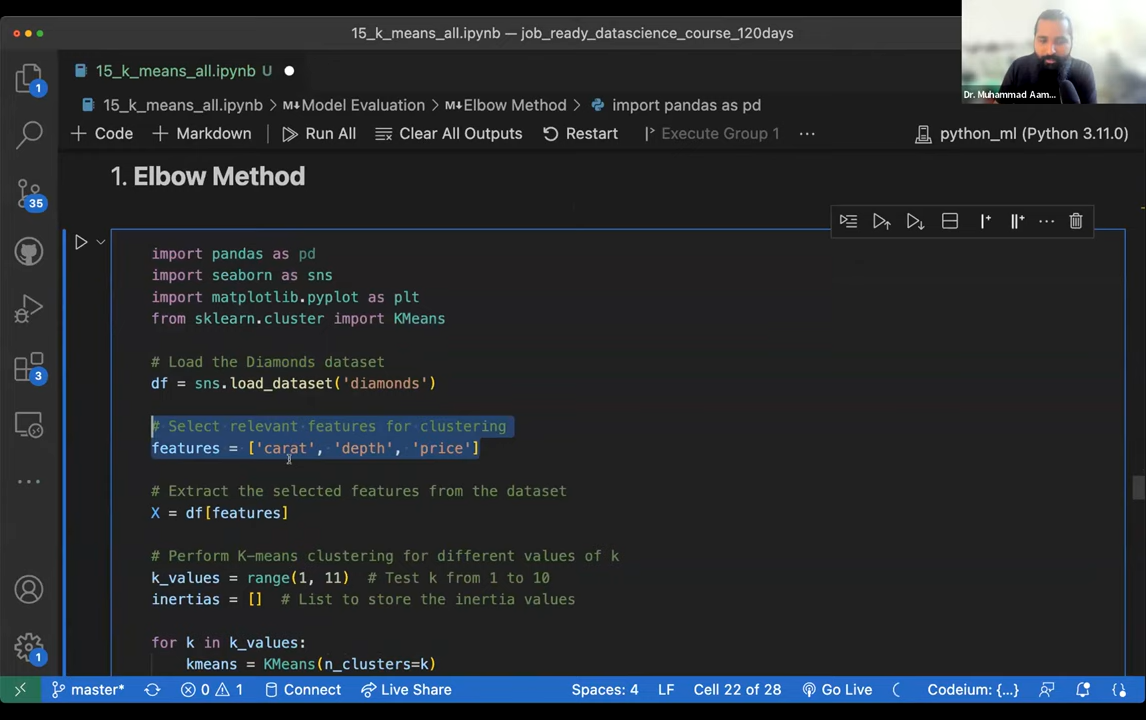 15_k_means_all.ipynb — job_ready_datascience_course_120days
Dr. Muhammad Aam...
15_k_means_all.ipynb U
15_k_means_all.ipynb > M↓Model Evaluation > M↓Elbow Method > import pandas as pd
+ Code + Markdown Run All Clear All Outputs Restart Execute Group 1 ... python_ml (Python 3.11.0)
1. Elbow Method
import pandas as pd
import seaborn as sns
import matplotlib.pyplot as plt
from sklearn.cluster import KMeans
# Load the Diamonds dataset
df = sns.load_dataset('diamonds')
# Select relevant features for clustering
features = ['carat', 'depth', 'price']
# Extract the selected features from the dataset
X = df[features]
# Perform K-means clustering for different values of k
k_values = range(1, 11)  # Test k from 1 to 10
inertias = []  # List to store the inertia values
for k in k_values:
kmeans = KMeans(n_clusters=k)
1
35
3
1
master* 0 1 Connect Live Share Spaces: 4 LF Cell 22 of 28 Go Live Codeium: {...}